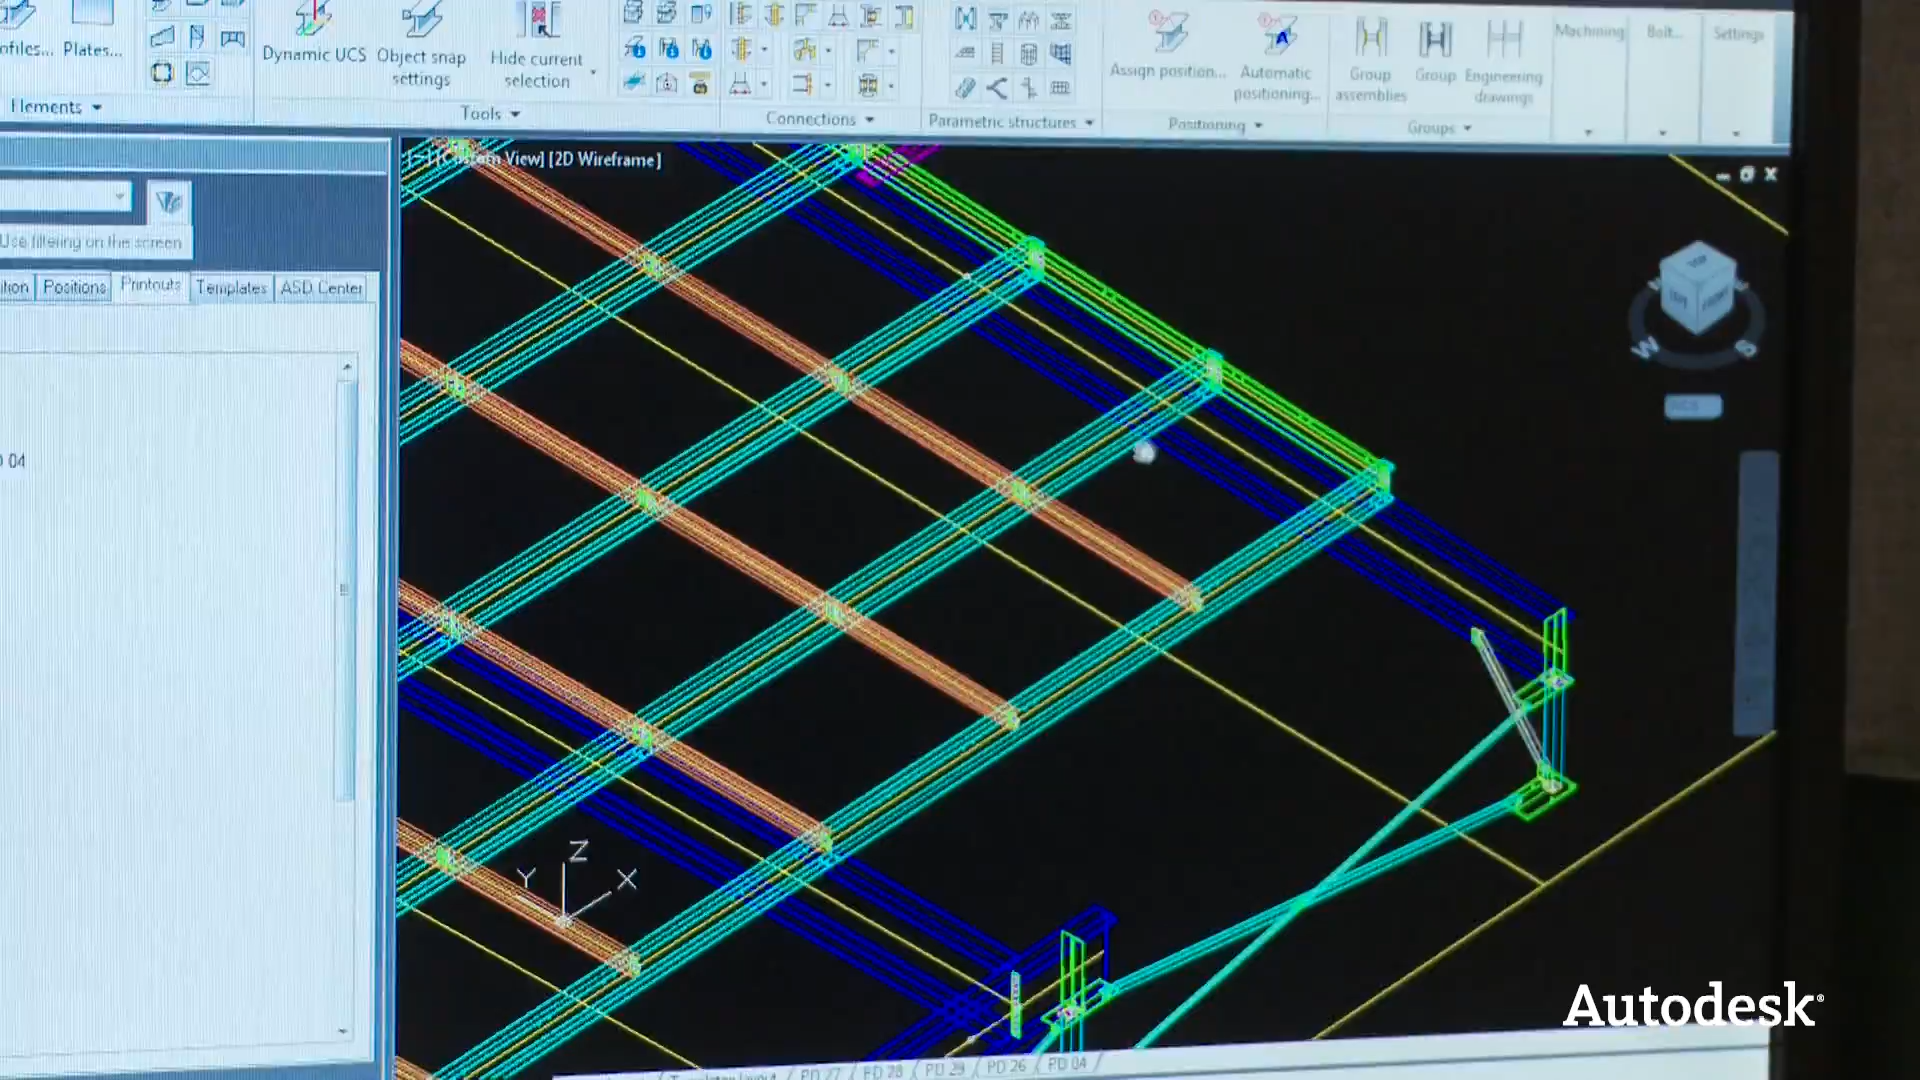 Plates...
Dynamic UCS
Object snap settings
Hide current selection
Assign position...
Automatic positioning...
Group assemblies
Group
Engineering drawings
Machining
Bolt...
Settings
Elements
Tools
Connections
Parametric structures
Positioning
Groups
View] [2D Wireframe]
Use filtering on the screen
Positions
Printouts
Templates
ASD Center
04
W
S
Z
Y
X
Autodesk®
PD 27
PD 28
PD 29
PD 26
PD 04